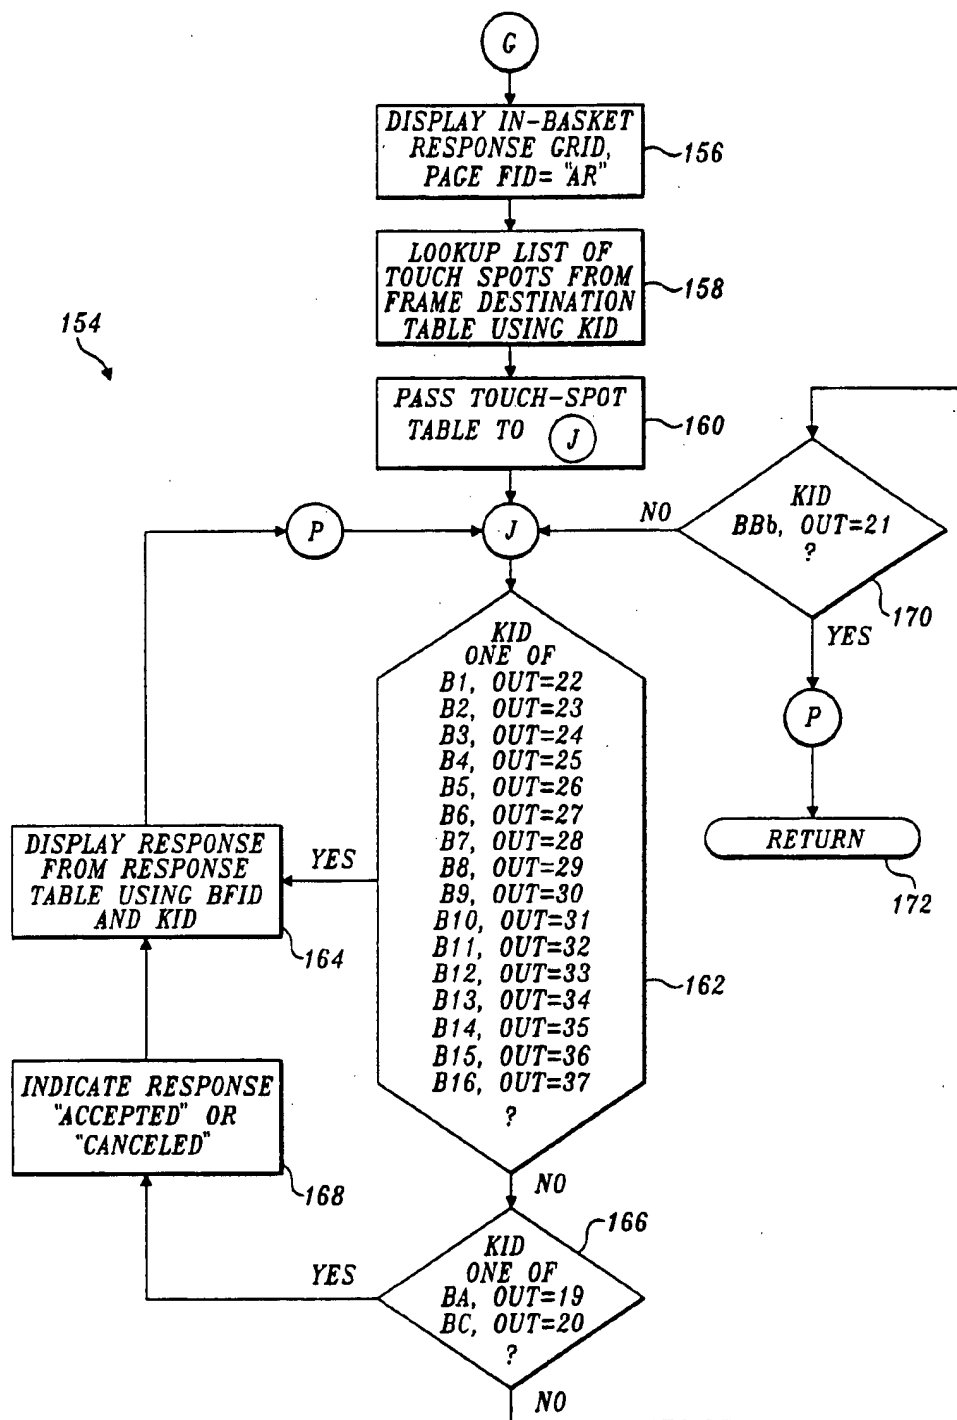 G
DISPLAY IN-BASKET
RESPONSE GRID,
PAGE FID= "AR"
156
LOOKUP LIST OF
TOUCH SPOTS FROM
FRAME DESTINATION
TABLE USING KID
158
154
PASS TOUCH-SPOT
TABLE TO J
160
P
J
NO
KID
BBb, OUT=21
?
170
YES
P
RETURN
172
KID
ONE OF
B1, OUT=22
B2, OUT=23
B3, OUT=24
B4, OUT=25
B5, OUT=26
B6, OUT=27
B7, OUT=28
B8, OUT=29
B9, OUT=30
B10, OUT=31
B11, OUT=32
B12, OUT=33
B13, OUT=34
B14, OUT=35
B15, OUT=36
B16, OUT=37
?
162
YES
DISPLAY RESPONSE
FROM RESPONSE
TABLE USING BFID
AND KID
164
INDICATE RESPONSE
"ACCEPTED" OR
"CANCELED"
168
NO
166
YES
KID
ONE OF
BA, OUT=19
BC, OUT=20
?
NO